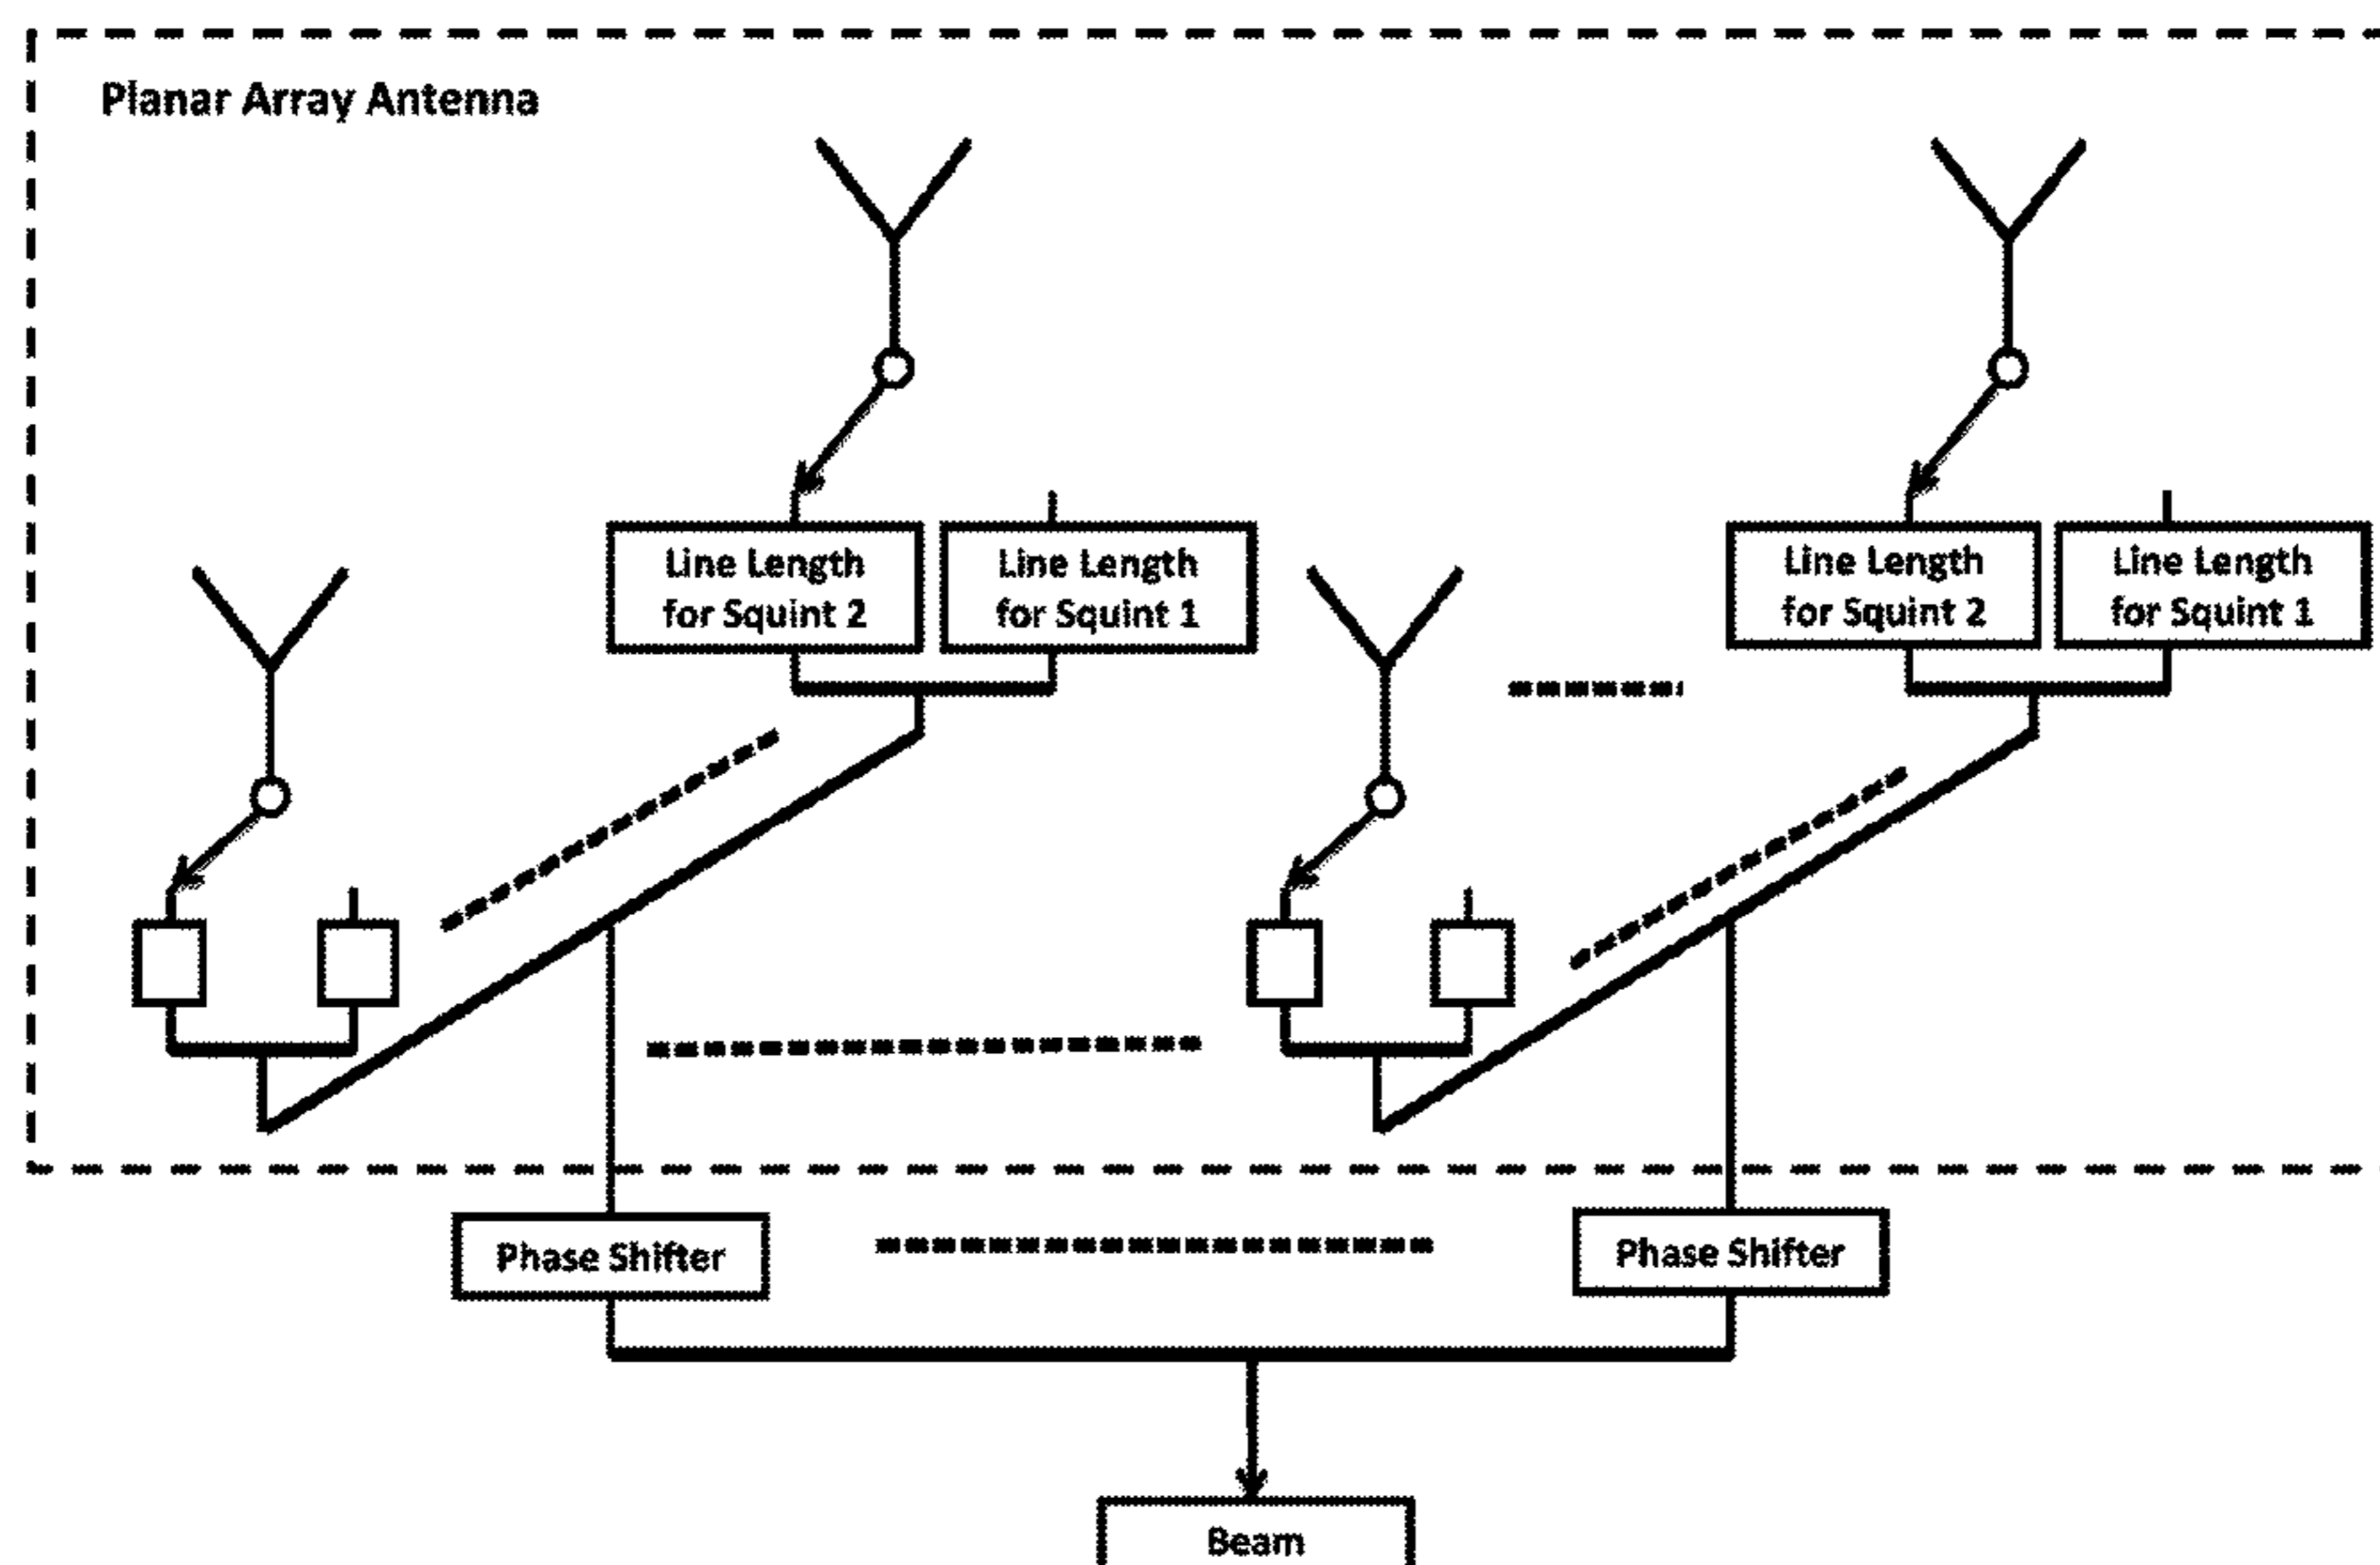 Planar Array Antenna
Line Length
for Squint 2
Line Length
for Squint 1
Line Length
for Squint 2
Line Length
for Squint 1
Phase Shifter
Phase Shifter
Beam